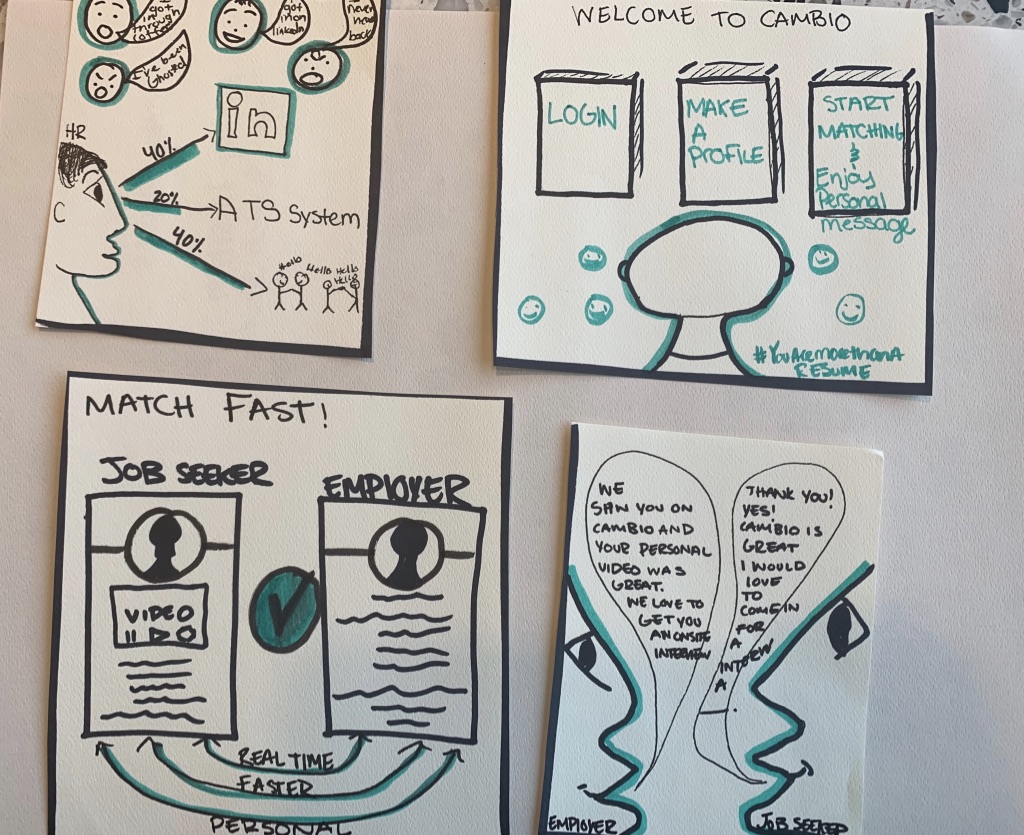 got
in
through
got
in on
linkedin
never
back
I've been
Ghosted
in
HR
40%
20%
ATS System
40%
Hello
Hello Hello
Hello
C
WELCOME TO CAMBIO
LOGIN
MAKE
A
PROFILE
START
MATCHING
&
Enjoy
Personal
message
#YouAremorethanA
RESUME
MATCH FAST!
JOB SEEKER
EMPLOYER
VIDEO
REAL TIME
FASTER
PERSONAL
WE
SAW YOU ON
CAMBIO AND
YOUR PERSONAL
VIDEO WAS
GREAT.
WE LOVE TO
GET YOU
AN ONSITE
INTERVIEW
THANK YOU!
YES!
CAMBIO IS
GREAT
I WOULD
LOVE
TO
COME IN
FOR
A
INTERVW
A
EMPLOYER
JOB SEEKER